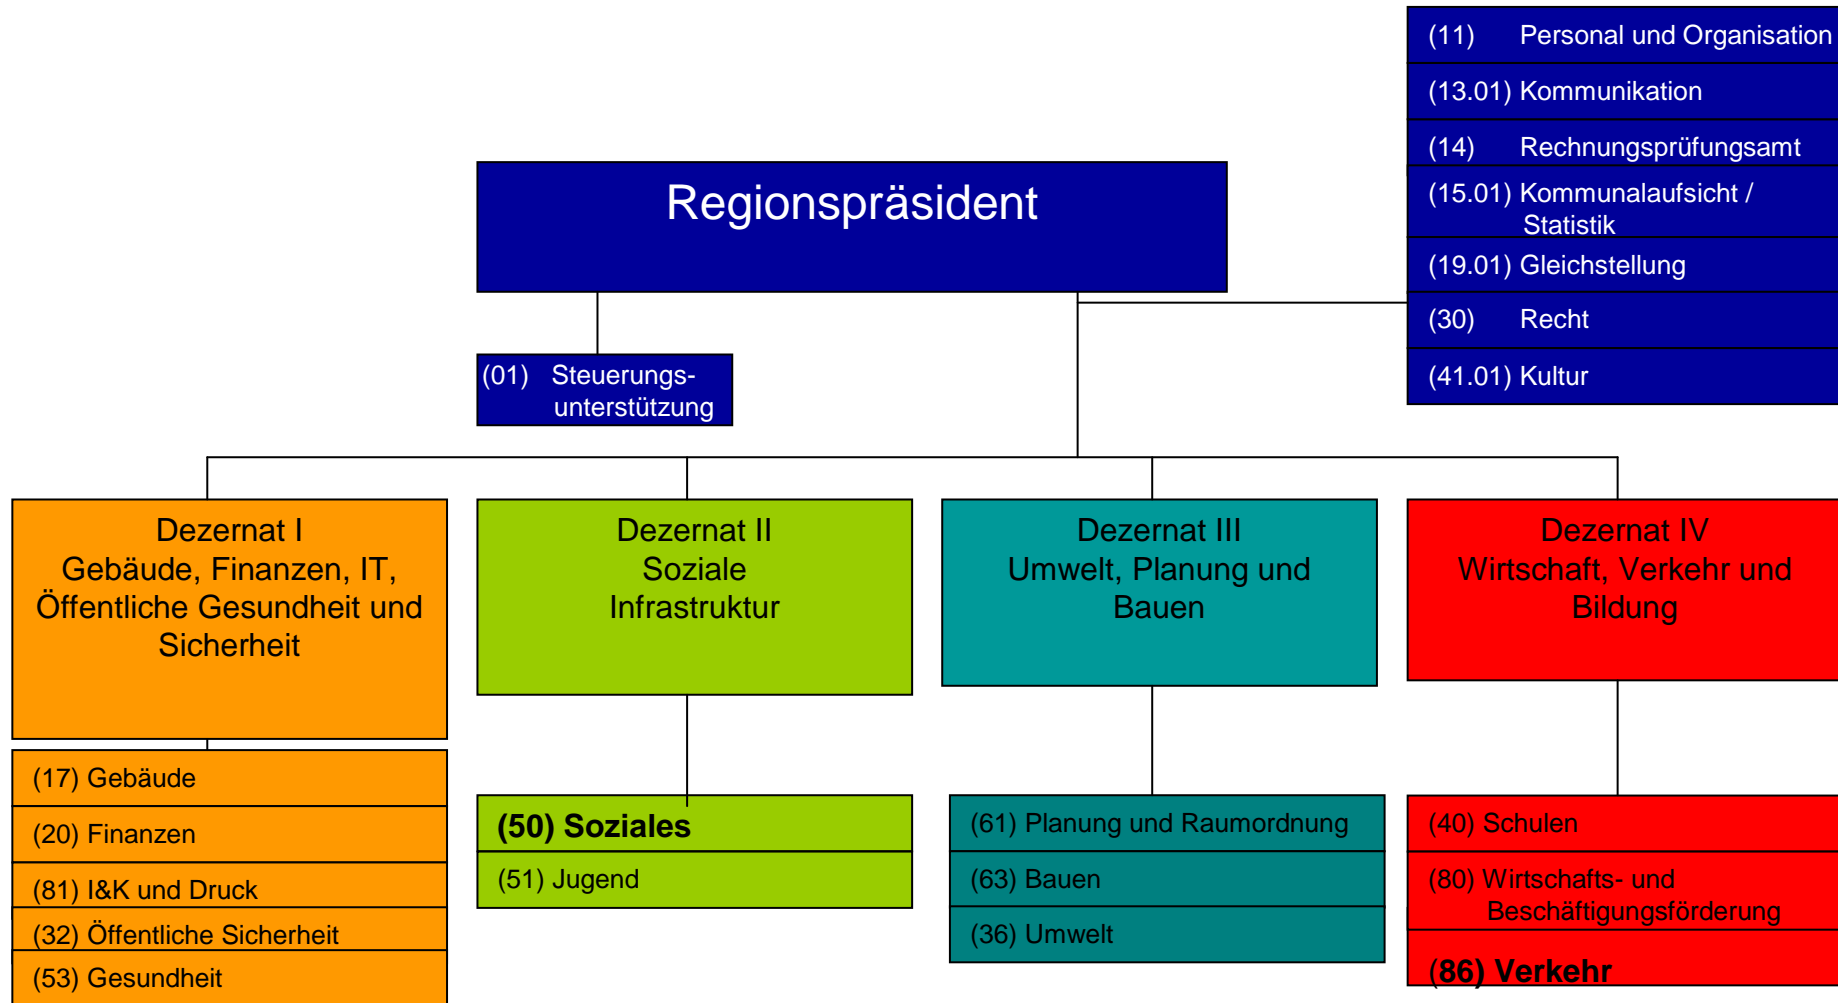 (11) Personal und Organisation
(13.01) Kommunikation
(14) Rechnungsprüfungsamt
(15.01) Kommunalaufsicht /
Statistik
(19.01) Gleichstellung
(30) Recht
(41.01) Kultur
Regionspräsident
(01) Steuerungs-
unterstützung
Dezernat I
Gebäude, Finanzen, IT,
Öffentliche Gesundheit und
Sicherheit
(17) Gebäude
(20) Finanzen
(81) I&K und Druck
(32) Öffentliche Sicherheit
(53) Gesundheit
Dezernat II
Soziale
Infrastruktur
(50) Soziales
(51) Jugend
Dezernat III
Umwelt, Planung und
Bauen
(61) Planung und Raumordnung
(63) Bauen
(36) Umwelt
Dezernat IV
Wirtschaft, Verkehr und
Bildung
(40) Schulen
(80) Wirtschafts- und
Beschäftigungsförderung
(86) Verkehr